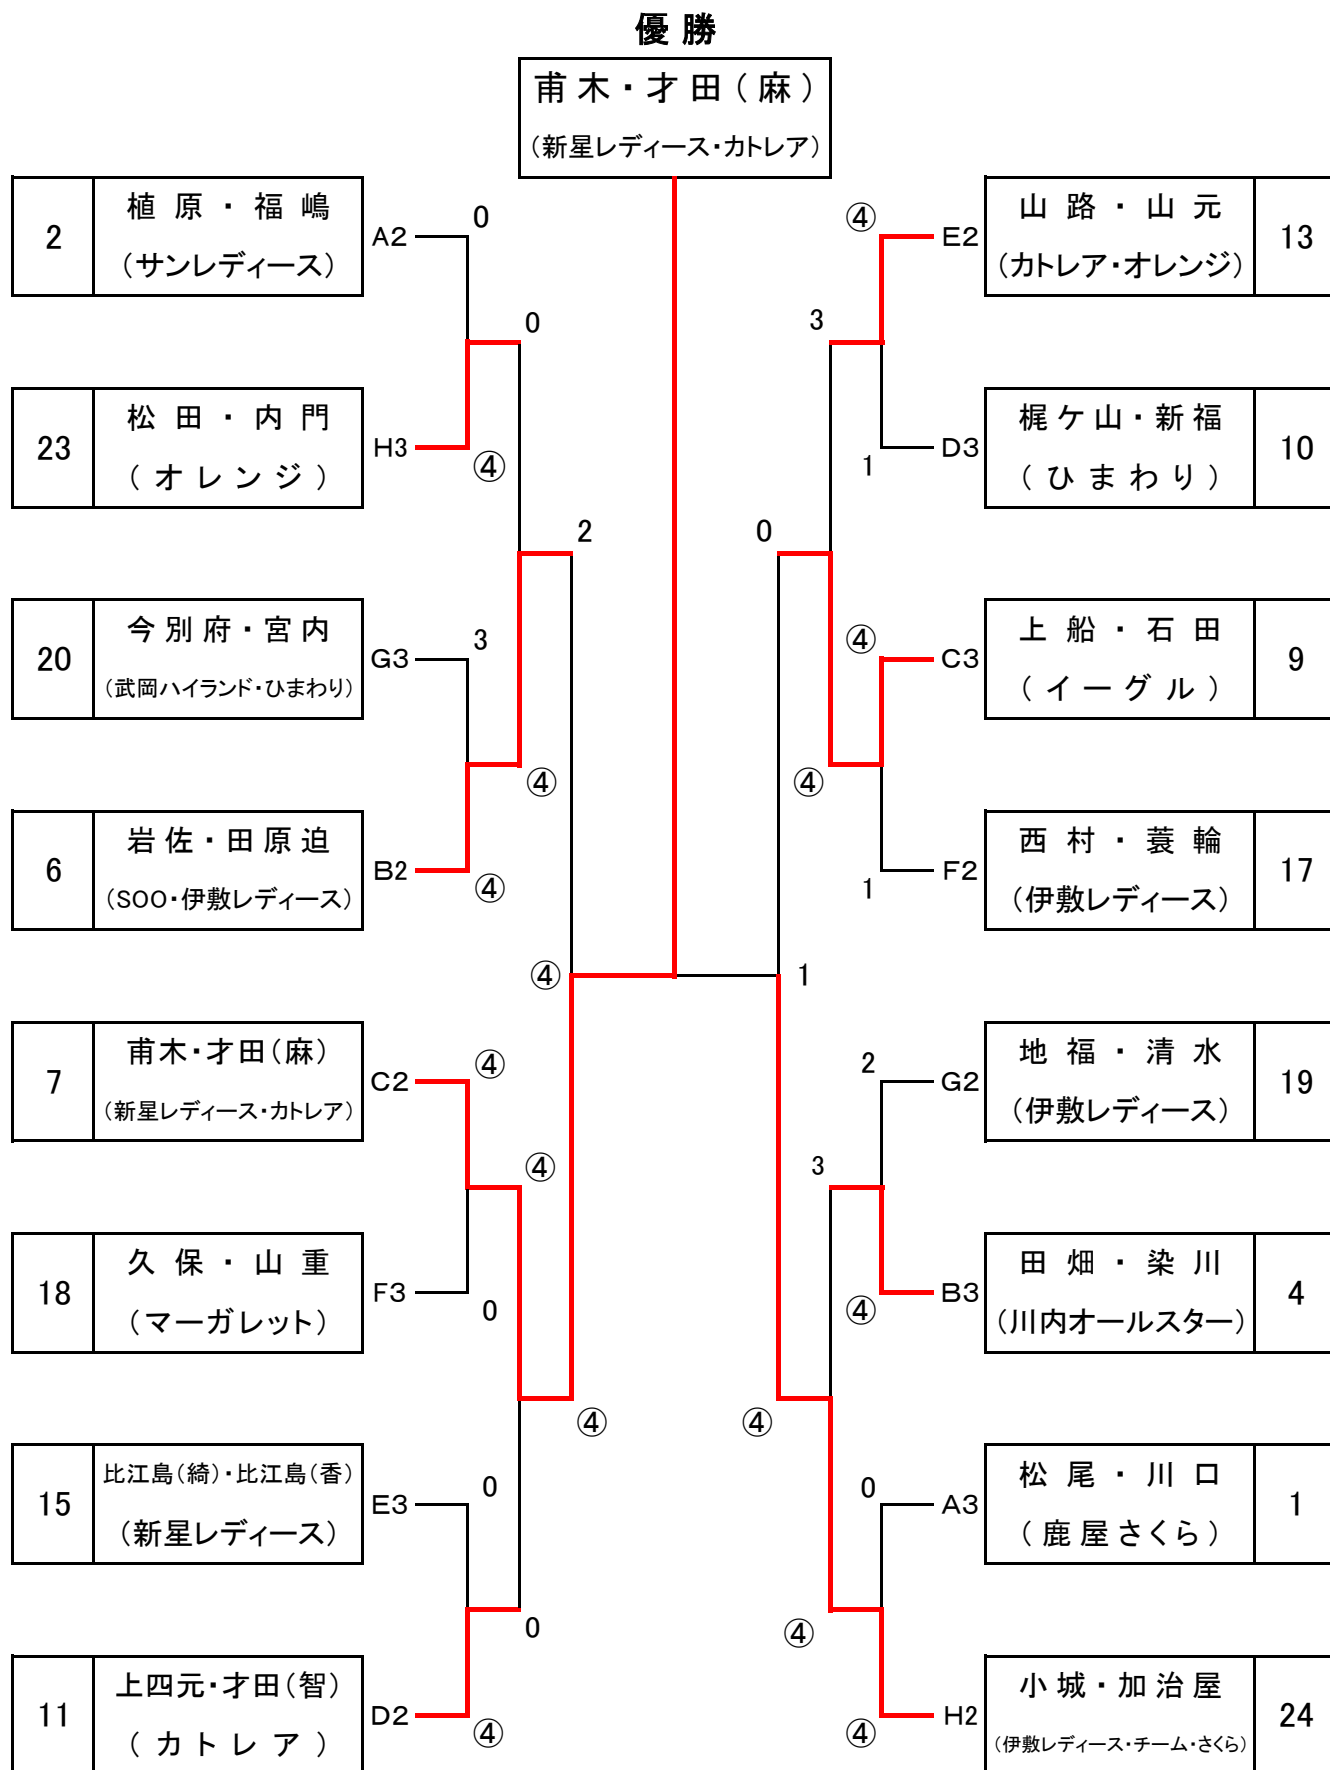 優勝
甫木・才田(麻)
(新星レディース・カトレア)
2
植原・福嶋
(サンレディース)
A2
0
0
23
松田・内門
(オレンジ)
H3
④
2
20
今別府・宮内
(武岡ハイランド・ひまわり)
G3
3
④
6
岩佐・田原迫
(SOO・伊敷レディース)
B2
④
④
7
甫木・才田(麻)
(新星レディース・カトレア)
C2
④
④
18
久保・山重
(マーガレット)
F3
0
④
15
比江島(綺)・比江島(香)
(新星レディース)
E3
0
0
11
上四元・才田(智)
(カトレア)
D2
④
④
E2
山路・山元
(カトレア・オレンジ)
13
3
1
D3
梶ケ山・新福
(ひまわり)
10
0
④
C3
上船・石田
(イーグル)
9
④
1
F2
西村・蓑輪
(伊敷レディース)
17
1
2
G2
地福・清水
(伊敷レディース)
19
3
④
B3
田畑・染川
(川内オールスター)
4
④
0
A3
松尾・川口
(鹿屋さくら)
1
④
④
H2
小城・加治屋
(伊敷レディース・チーム・さくら)
24